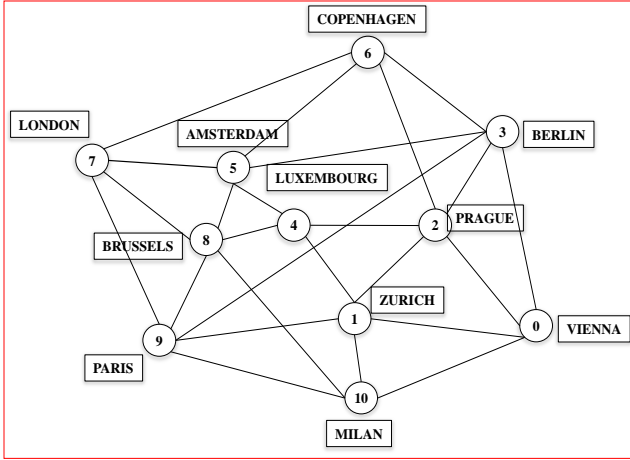 COPENHAGEN
6
LONDON
AMSTERDAM
3
BERLIN
7
5
LUXEMBOURG
BRUSSELS
8
4
2
PRAGUE
ZURICH
9
1
0
VIENNA
PARIS
10
MILAN